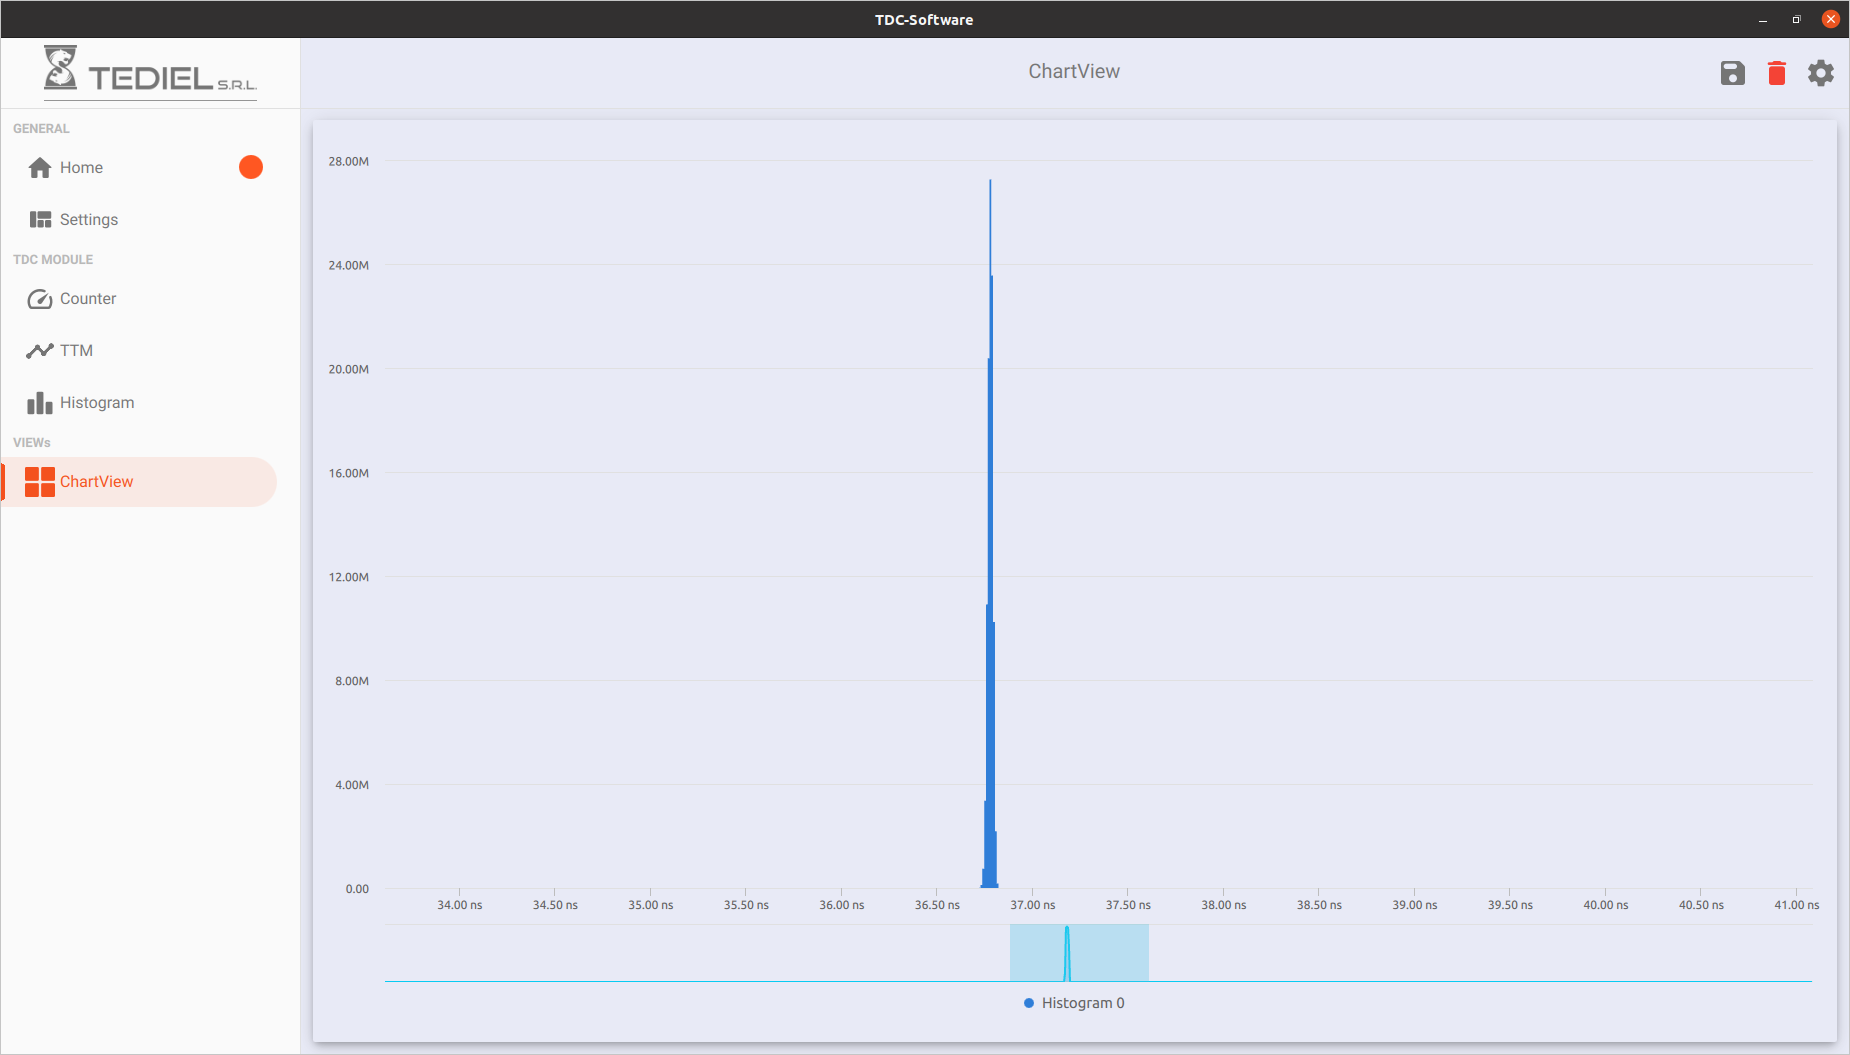 TDC-Software
TEDIEL S.R.L.
ChartView
GENERAL
Home
Settings
TDC MODULE
Counter
TTM
Histogram
VIEWs
ChartView
28.00M
24.00M
20.00M
16.00M
12.00M
8.00M
4.00M
0.00
34.00 ns 34.50 ns 35.00 ns 35.50 ns 36.00 ns 36.50 ns 37.00 ns 37.50 ns 38.00 ns 38.50 ns 39.00 ns 39.50 ns 40.00 ns 40.50 ns 41.00 ns
Histogram 0